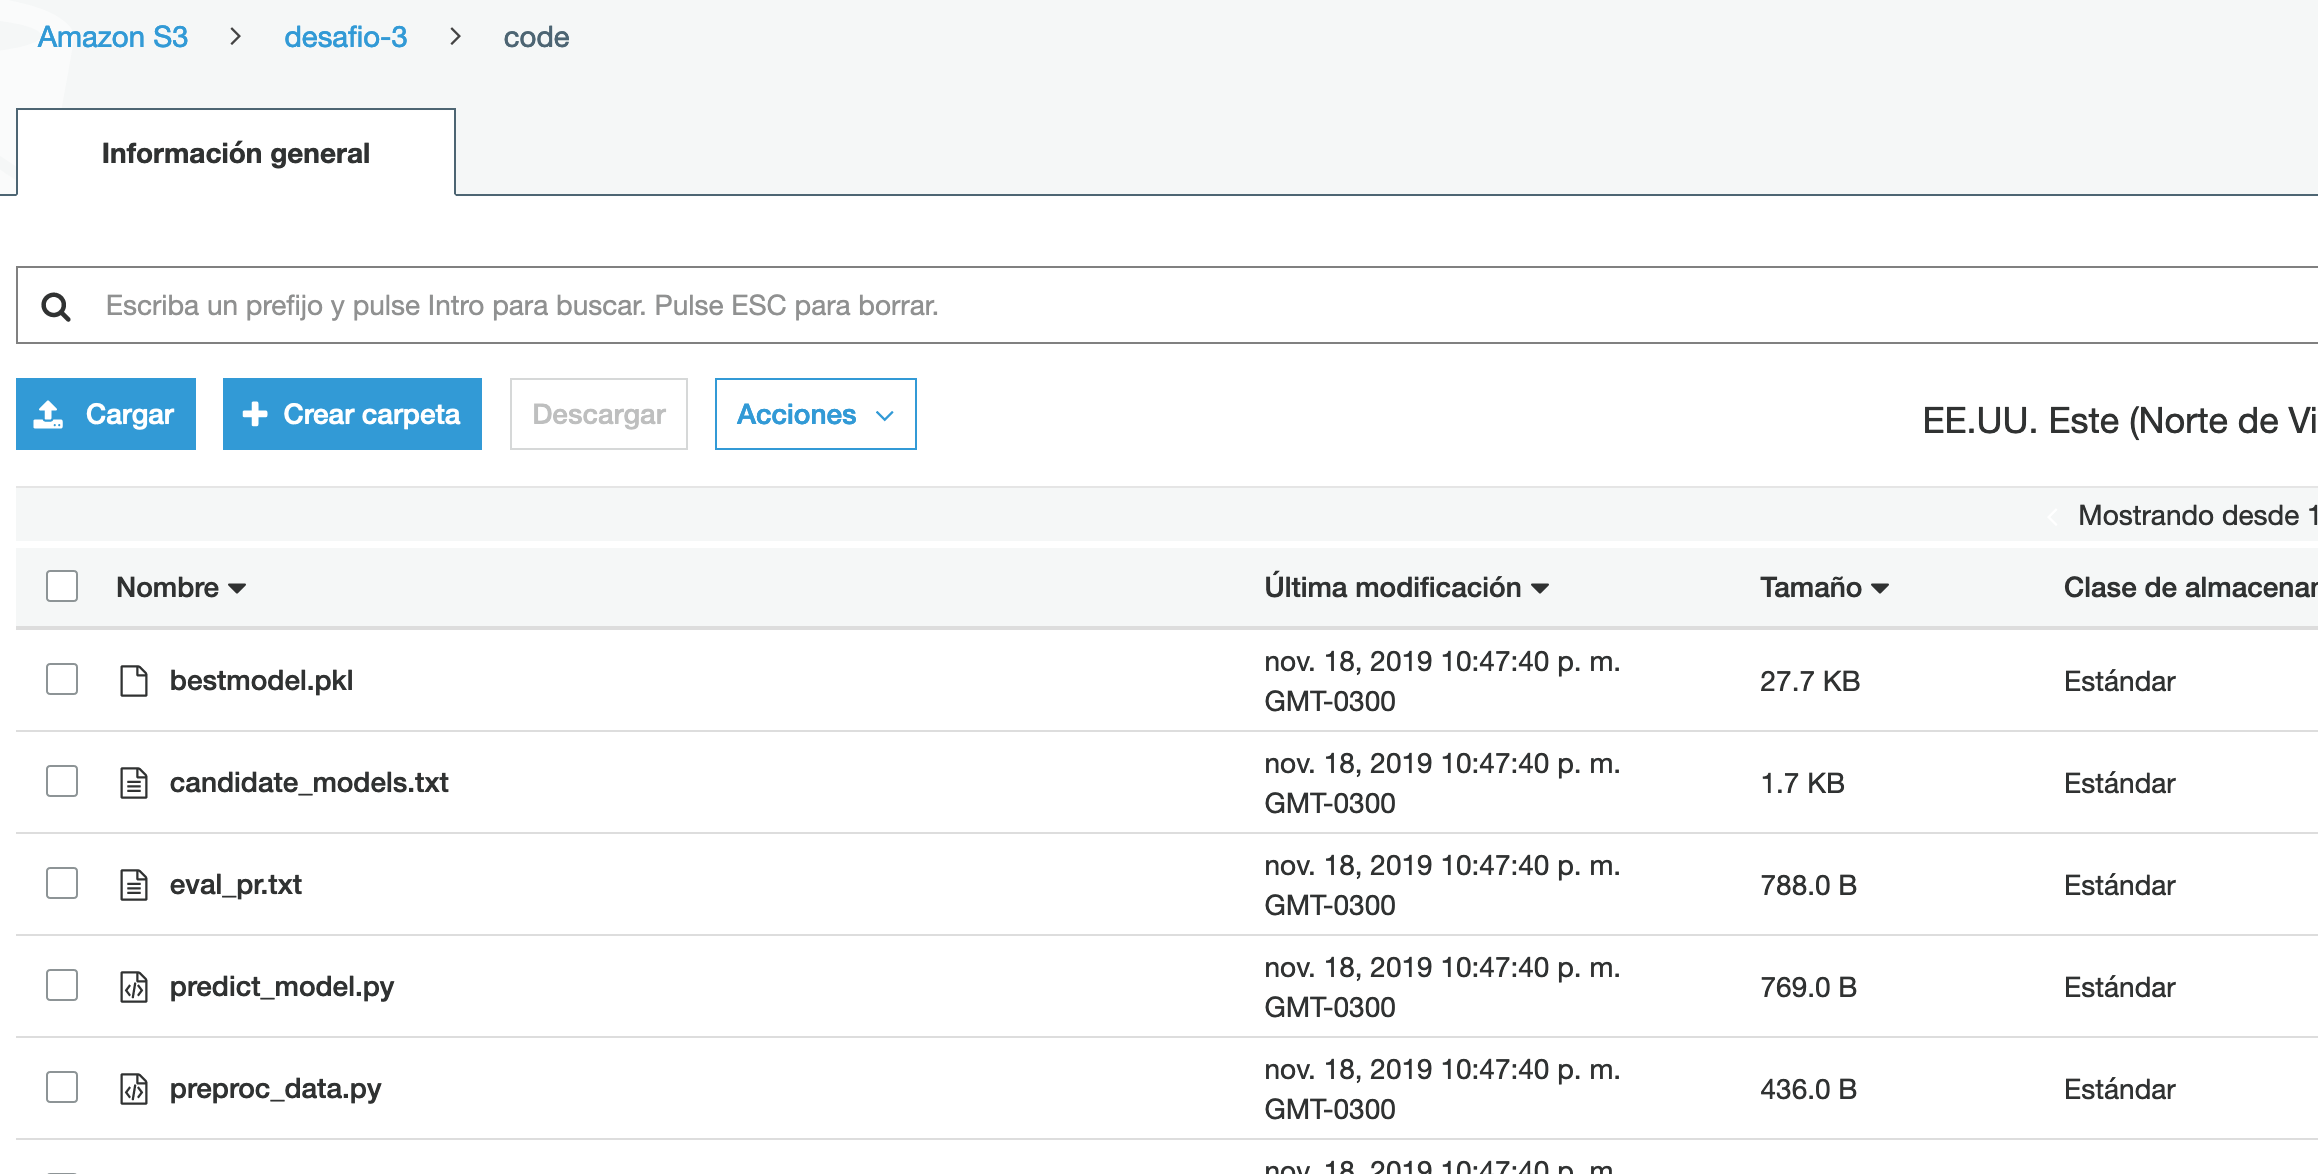 Amazon S3 > desafio-3 > code
Información general
Escriba un prefijo y pulse Intro para buscar. Pulse ESC para borrar.
Cargar Crear carpeta Descargar Acciones
EE.UU. Este (Norte de Vi
Mostrando desde 1
Nombre Última modificación Tamaño Clase de almacenar
bestmodel.pkl nov. 18, 2019 10:47:40 p. m. GMT-0300 27.7 KB Estándar
candidate_models.txt nov. 18, 2019 10:47:40 p. m. GMT-0300 1.7 KB Estándar
eval_pr.txt nov. 18, 2019 10:47:40 p. m. GMT-0300 788.0 B Estándar
predict_model.py nov. 18, 2019 10:47:40 p. m. GMT-0300 769.0 B Estándar
preproc_data.py nov. 18, 2019 10:47:40 p. m. GMT-0300 436.0 B Estándar
nov. 18, 2019 10:47:40 p. m.